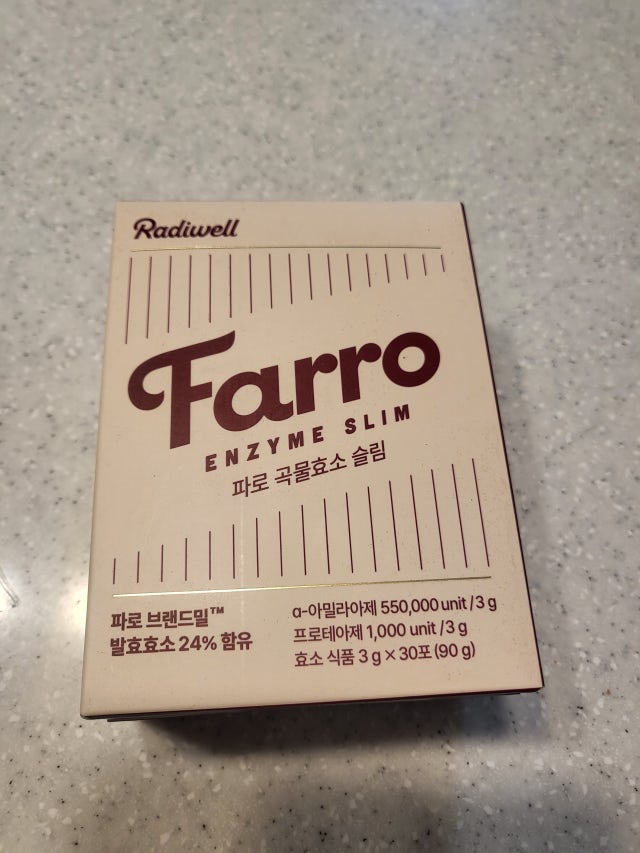 Radiwell
Farro
ENZYME SLIM
파로 곡물효소 슬림
파로 브랜드밀™
발효효소 24% 함유
α-아밀라아제 550,000 unit / 3 g
프로테아제 1,000 unit / 3 g
효소 식품 3 g × 30포 (90 g)